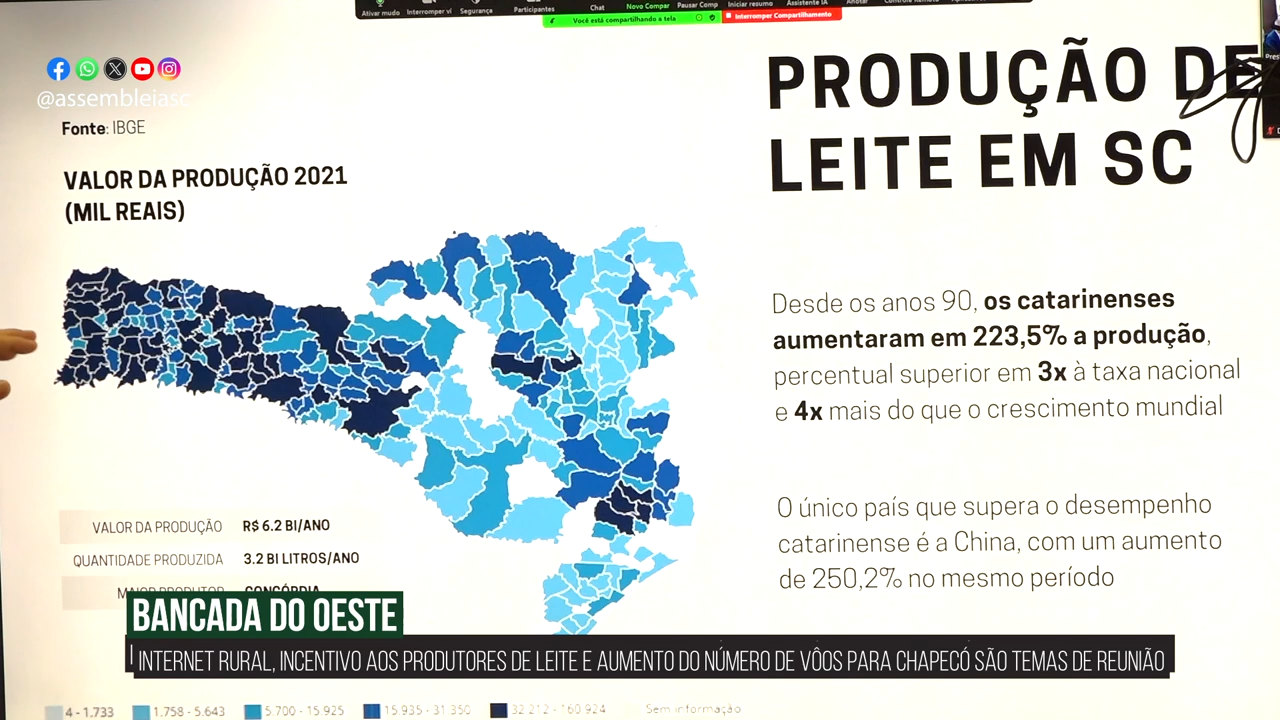 Ativar mudo
Interromper ví
Segurança
Participantes
Chat
Novo Compar
Pausar Comp
Iniciar resumo
Assistente IA
Anotar
Você está compartilhando a tela
Interromper Compartilhamento
@assembleiasc
Fonte: IBGE
VALOR DA PRODUÇÃO 2021
(MIL REAIS)
PRODUÇÃO DE
LEITE EM SC
Desde os anos 90, os catarinenses
aumentaram em 223,5% a produção,
percentual superior em 3x à taxa nacional
e 4x mais do que o crescimento mundial
O único país que supera o desempenho
catarinense é a China, com um aumento
de 250,2% no mesmo período
VALOR DA PRODUÇÃO R$ 6.2 BI/ANO
QUANTIDADE PRODUZIDA 3.2 BI LITROS/ANO
MAIOR PRODUTOR CONCÓRDIA
BANCADA DO OESTE
INTERNET RURAL, INCENTIVO AOS PRODUTORES DE LEITE E AUMENTO DO NÚMERO DE VÔOS PARA CHAPECÓ SÃO TEMAS DE REUNIÃO
4 - 1.733 1.758 - 5.643 5.700 - 15.925 15.935 - 31.350 32.212 - 160.924 Sem informação